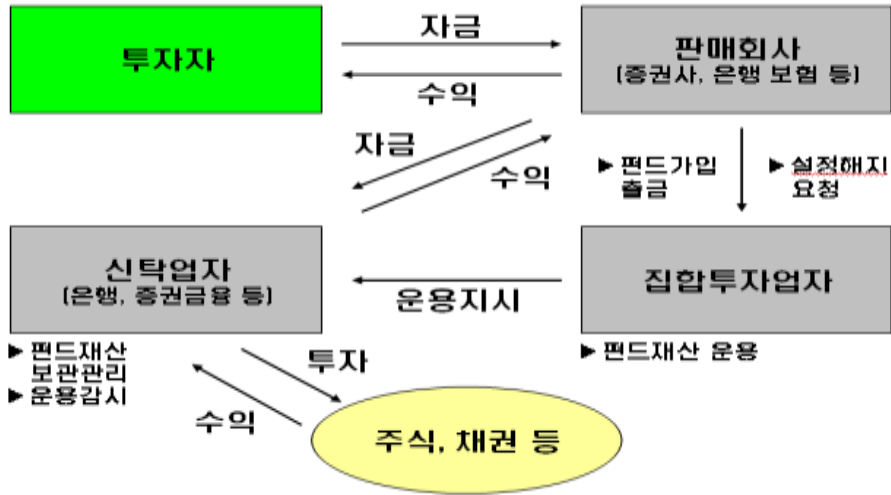 투자자
자금
수익
판매회사
(증권사, 은행 보험 등)
자금
수익
▶ 펀드가입
출금
▶ 설정해지
요청
신탁업자
(은행, 증권금융 등)
운용지시
집합투자업자
▶ 펀드재산
보관관리
▶ 운용감시
▶ 펀드재산 운용
투자
수익
주식, 채권 등